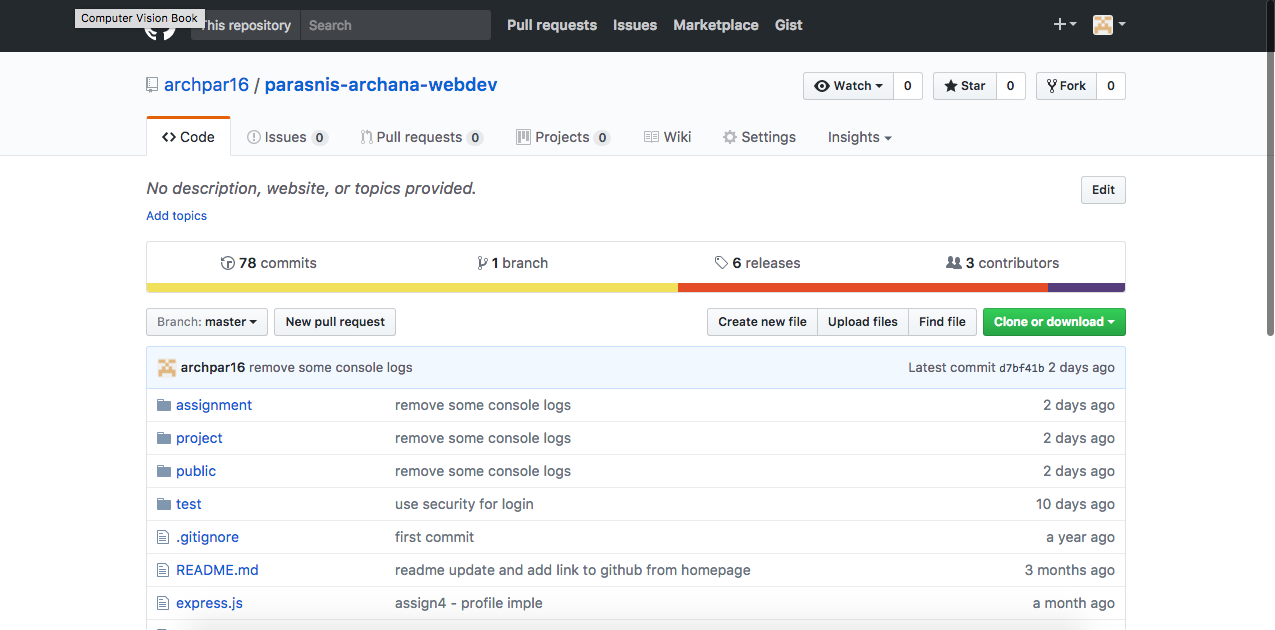 Computer Vision Book
This repository Search Pull requests Issues Marketplace Gist
archpar16 / parasnis-archana-webdev Watch 0 Star 0 Fork 0
Code Issues 0 Pull requests 0 Projects 0 Wiki Settings Insights
No description, website, or topics provided. Edit
Add topics
78 commits 1 branch 6 releases 3 contributors
Branch: master New pull request Create new file Upload files Find file Clone or download
archpar16 remove some console logs Latest commit d7bf41b 2 days ago
assignment remove some console logs 2 days ago
project remove some console logs 2 days ago
public remove some console logs 2 days ago
test use security for login 10 days ago
.gitignore first commit a year ago
README.md readme update and add link to github from homepage 3 months ago
express.js assign4 - profile imple a month ago